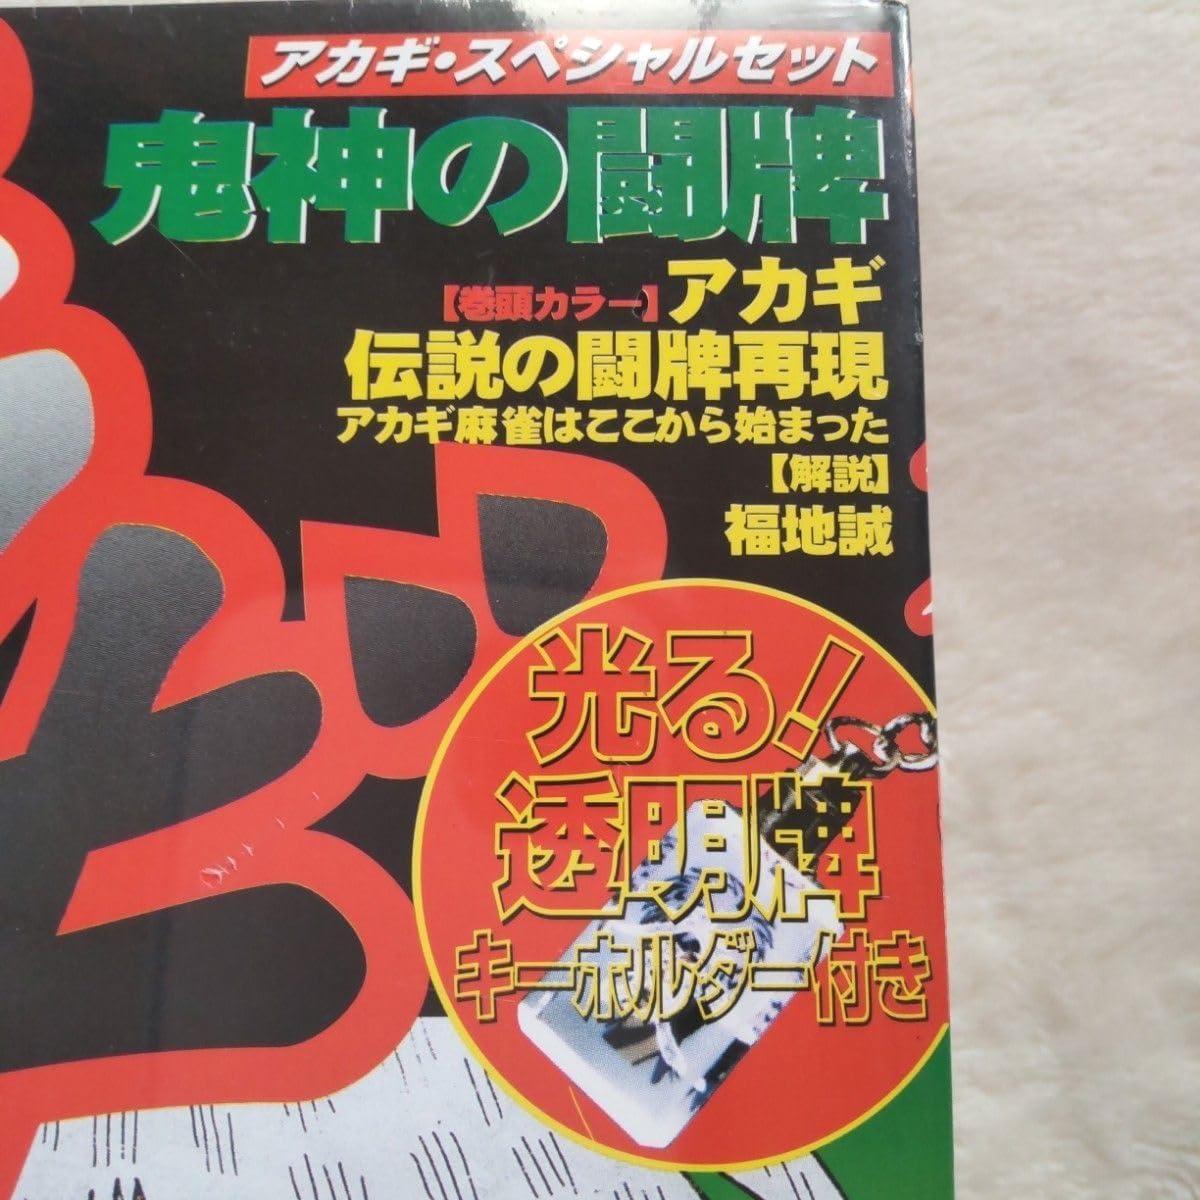 アカギ・スペシャルセット
鬼神の闘牌
【巻頭カラー】アカギ
伝説の闘牌再現
アカギ麻雀はここから始まった
【解説】
福地誠
光る!
透明牌
キーホルダー付き